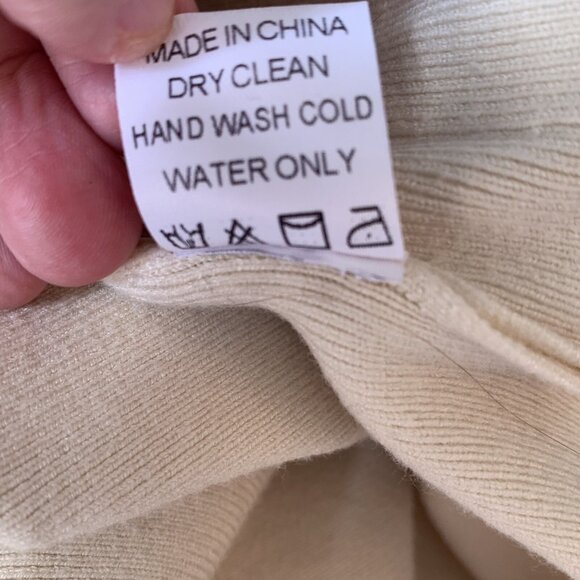 MADE IN CHINA
DRY CLEAN
HAND WASH COLD
WATER ONLY